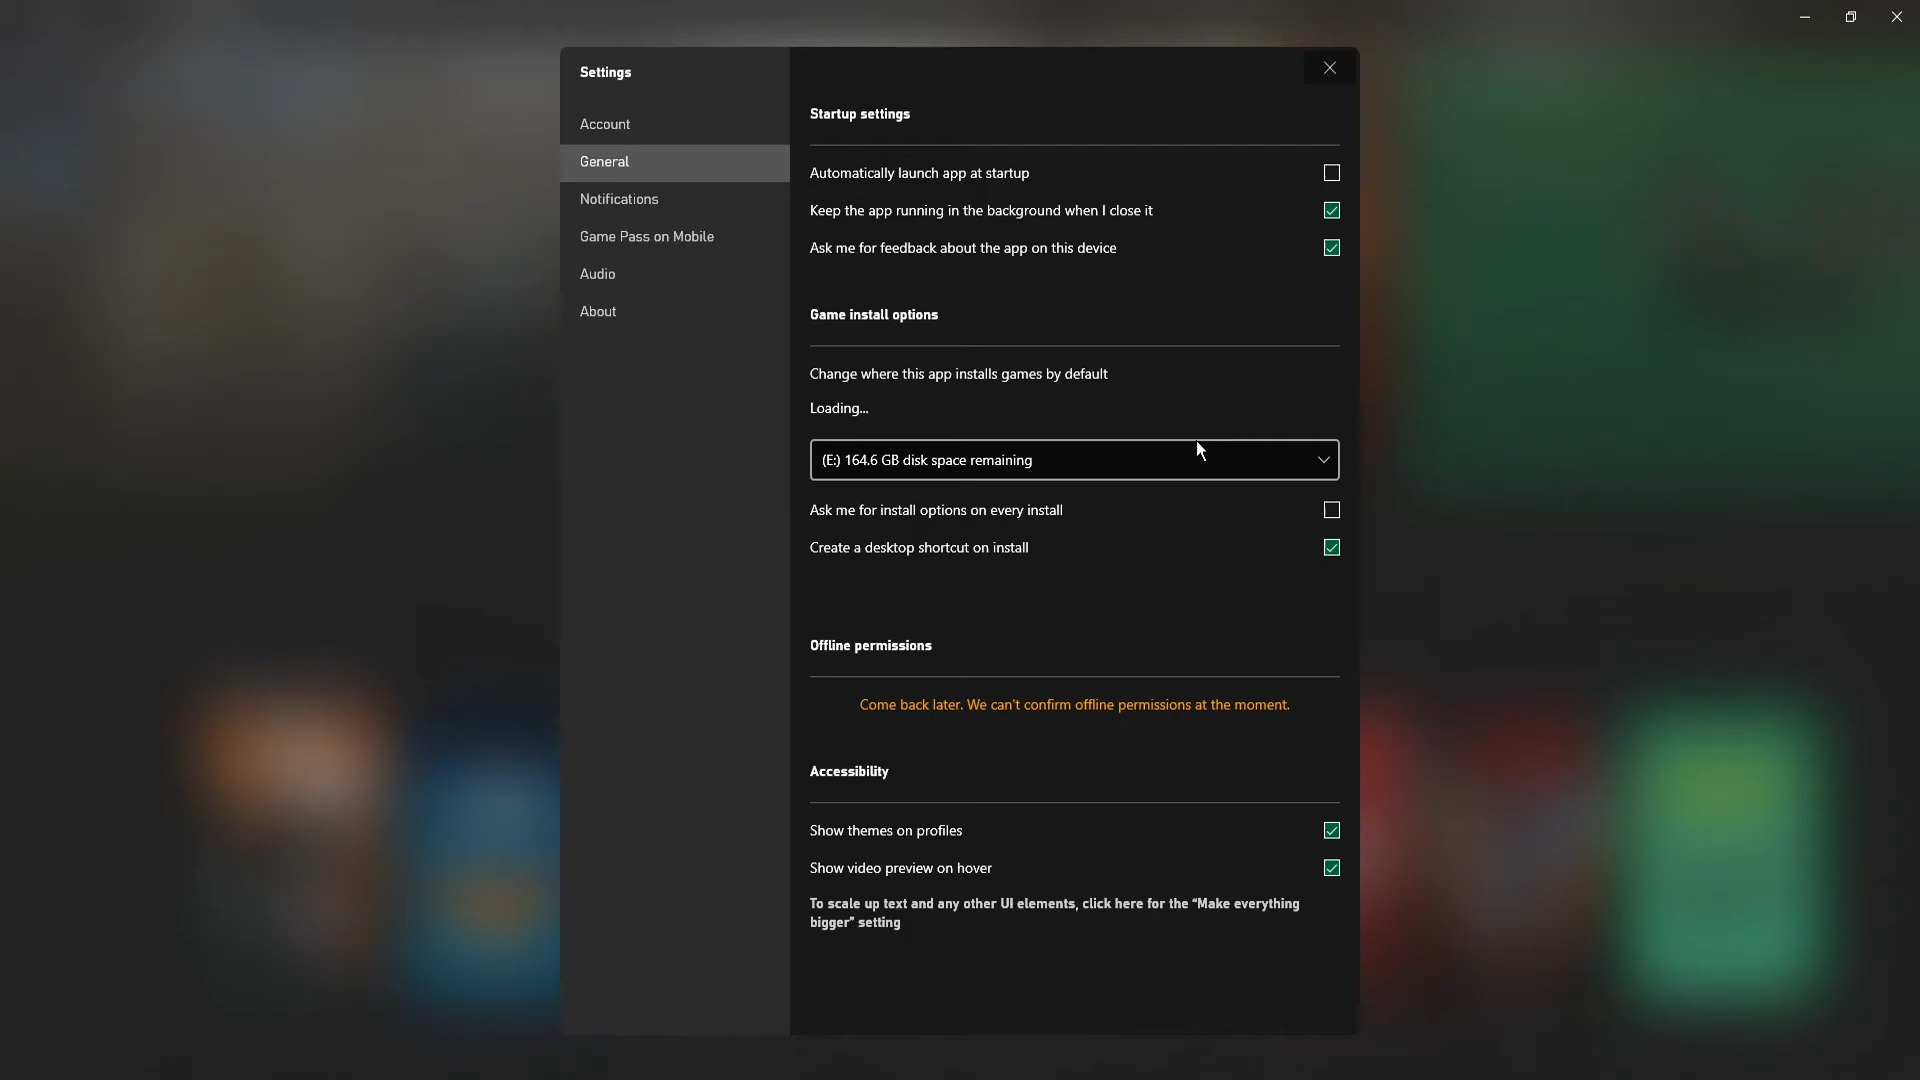 Settings
Account
General
Notifications
Game Pass on Mobile
Audio
About
Startup settings
Automatically launch app at startup
Keep the app running in the background when I close it
Ask me for feedback about the app on this device
Game install options
Change where this app installs games by default
Loading...
(E:) 164.6 GB disk space remaining
Ask me for install options on every install
Create a desktop shortcut on install
Offline permissions
Come back later. We can't confirm offline permissions at the moment.
Accessibility
Show themes on profiles
Show video preview on hover
To scale up text and any other UI elements, click here for the “Make everything
bigger” setting